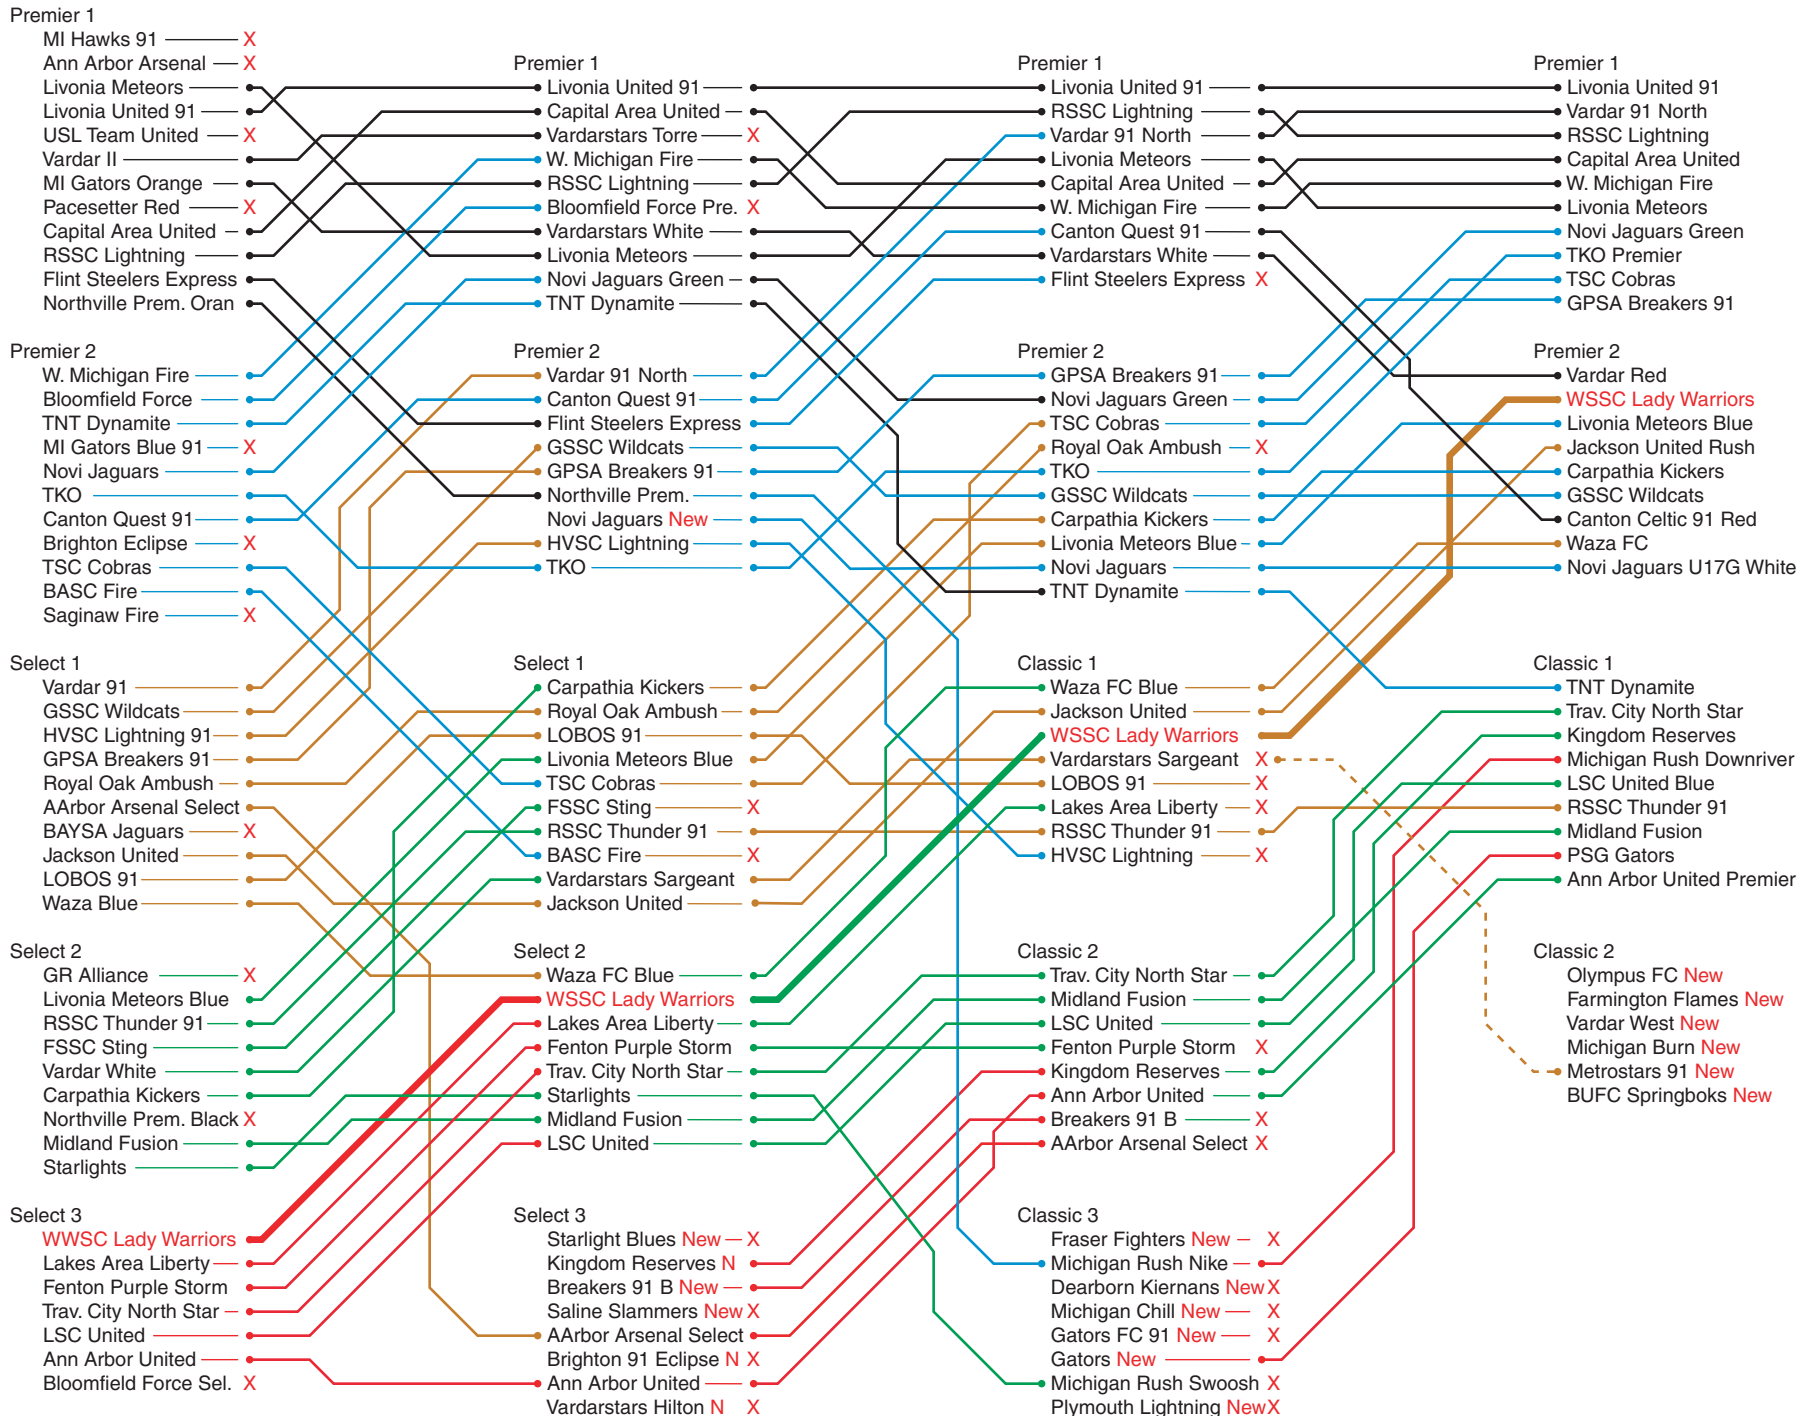 Premier 1
MI Hawks 91 X
Ann Arbor Arsenal X
Livonia Meteors
Livonia United 91
USL Team United X
Vardar II
MI Gators Orange
Pacesetter Red X
Capital Area United
RSSC Lightning
Flint Steelers Express
Northville Prem. Oran
Premier 2
W. Michigan Fire
Bloomfield Force
TNT Dynamite
MI Gators Blue 91 X
Novi Jaguars
TKO
Canton Quest 91
Brighton Eclipse X
TSC Cobras
BASC Fire
Saginaw Fire X
Select 1
Vardar 91
GSSC Wildcats
HVSC Lightning 91
GPSA Breakers 91
Royal Oak Ambush
AArbor Arsenal Select
BAYSA Jaguars X
Jackson United
LOBOS 91
Waza Blue
Select 2
GR Alliance X
Livonia Meteors Blue
RSSC Thunder 91
FSSC Sting
Vardar White
Carpathia Kickers
Northville Prem. Black X
Midland Fusion
Starlights
Select 3
WWSC Lady Warriors
Lakes Area Liberty
Fenton Purple Storm
Trav. City North Star
LSC United
Ann Arbor United
Bloomfield Force Sel. X
Premier 1
Livonia United 91
Capital Area United
Vardarstars Torre X
W. Michigan Fire
RSSC Lightning
Bloomfield Force Pre. X
Vardarstars White
Livonia Meteors
Novi Jaguars Green
TNT Dynamite
Premier 2
Vardar 91 North
Canton Quest 91
Flint Steelers Express
GSSC Wildcats
GPSA Breakers 91
Northville Prem.
Novi Jaguars New
HVSC Lightning
TKO
Select 1
Carpathia Kickers
Royal Oak Ambush
LOBOS 91
Livonia Meteors Blue
TSC Cobras
FSSC Sting X
RSSC Thunder 91
BASC Fire X
Vardarstars Sargeant
Jackson United
Select 2
Waza FC Blue
WSSC Lady Warriors
Lakes Area Liberty
Fenton Purple Storm
Trav. City North Star
Starlights
Midland Fusion
LSC United
Select 3
Starlight Blues New X
Kingdom Reserves N
Breakers 91 B New
Saline Slammers New X
AArbor Arsenal Select
Brighton 91 Eclipse N X
Ann Arbor United
Vardarstars Hilton N X
Premier 1
Livonia United 91
RSSC Lightning
Vardar 91 North
Livonia Meteors
Capital Area United
W. Michigan Fire
Canton Quest 91
Vardarstars White
Flint Steelers Express X
Premier 2
GPSA Breakers 91
Novi Jaguars Green
TSC Cobras
Royal Oak Ambush X
TKO
GSSC Wildcats
Carpathia Kickers
Livonia Meteors Blue
Novi Jaguars
TNT Dynamite
Classic 1
Waza FC Blue
Jackson United
WSSC Lady Warriors
Vardarstars Sargeant X
LOBOS 91 X
Lakes Area Liberty X
RSSC Thunder 91
HVSC Lightning X
Classic 2
Trav. City North Star
Midland Fusion
LSC United
Fenton Purple Storm X
Kingdom Reserves
Ann Arbor United
Breakers 91 B X
AArbor Arsenal Select X
Classic 3
Fraser Fighters New X
Michigan Rush Nike
Dearborn Kiernans New X
Michigan Chill New X
Gators FC 91 New X
Gators New
Michigan Rush Swoosh X
Plymouth Lightning New X
Premier 1
Livonia United 91
Vardar 91 North
RSSC Lightning
Capital Area United
W. Michigan Fire
Livonia Meteors
Novi Jaguars Green
TKO Premier
TSC Cobras
GPSA Breakers 91
Premier 2
Vardar Red
WSSC Lady Warriors
Livonia Meteors Blue
Jackson United Rush
Carpathia Kickers
GSSC Wildcats
Canton Celtic 91 Red
Waza FC
Novi Jaguars U17G White
Classic 1
TNT Dynamite
Trav. City North Star
Kingdom Reserves
Michigan Rush Downriver
LSC United Blue
RSSC Thunder 91
Midland Fusion
PSG Gators
Ann Arbor United Premier
Classic 2
Olympus FC New
Farmington Flames New
Vardar West New
Michigan Burn New
Metrostars 91 New
BUFC Springboks New